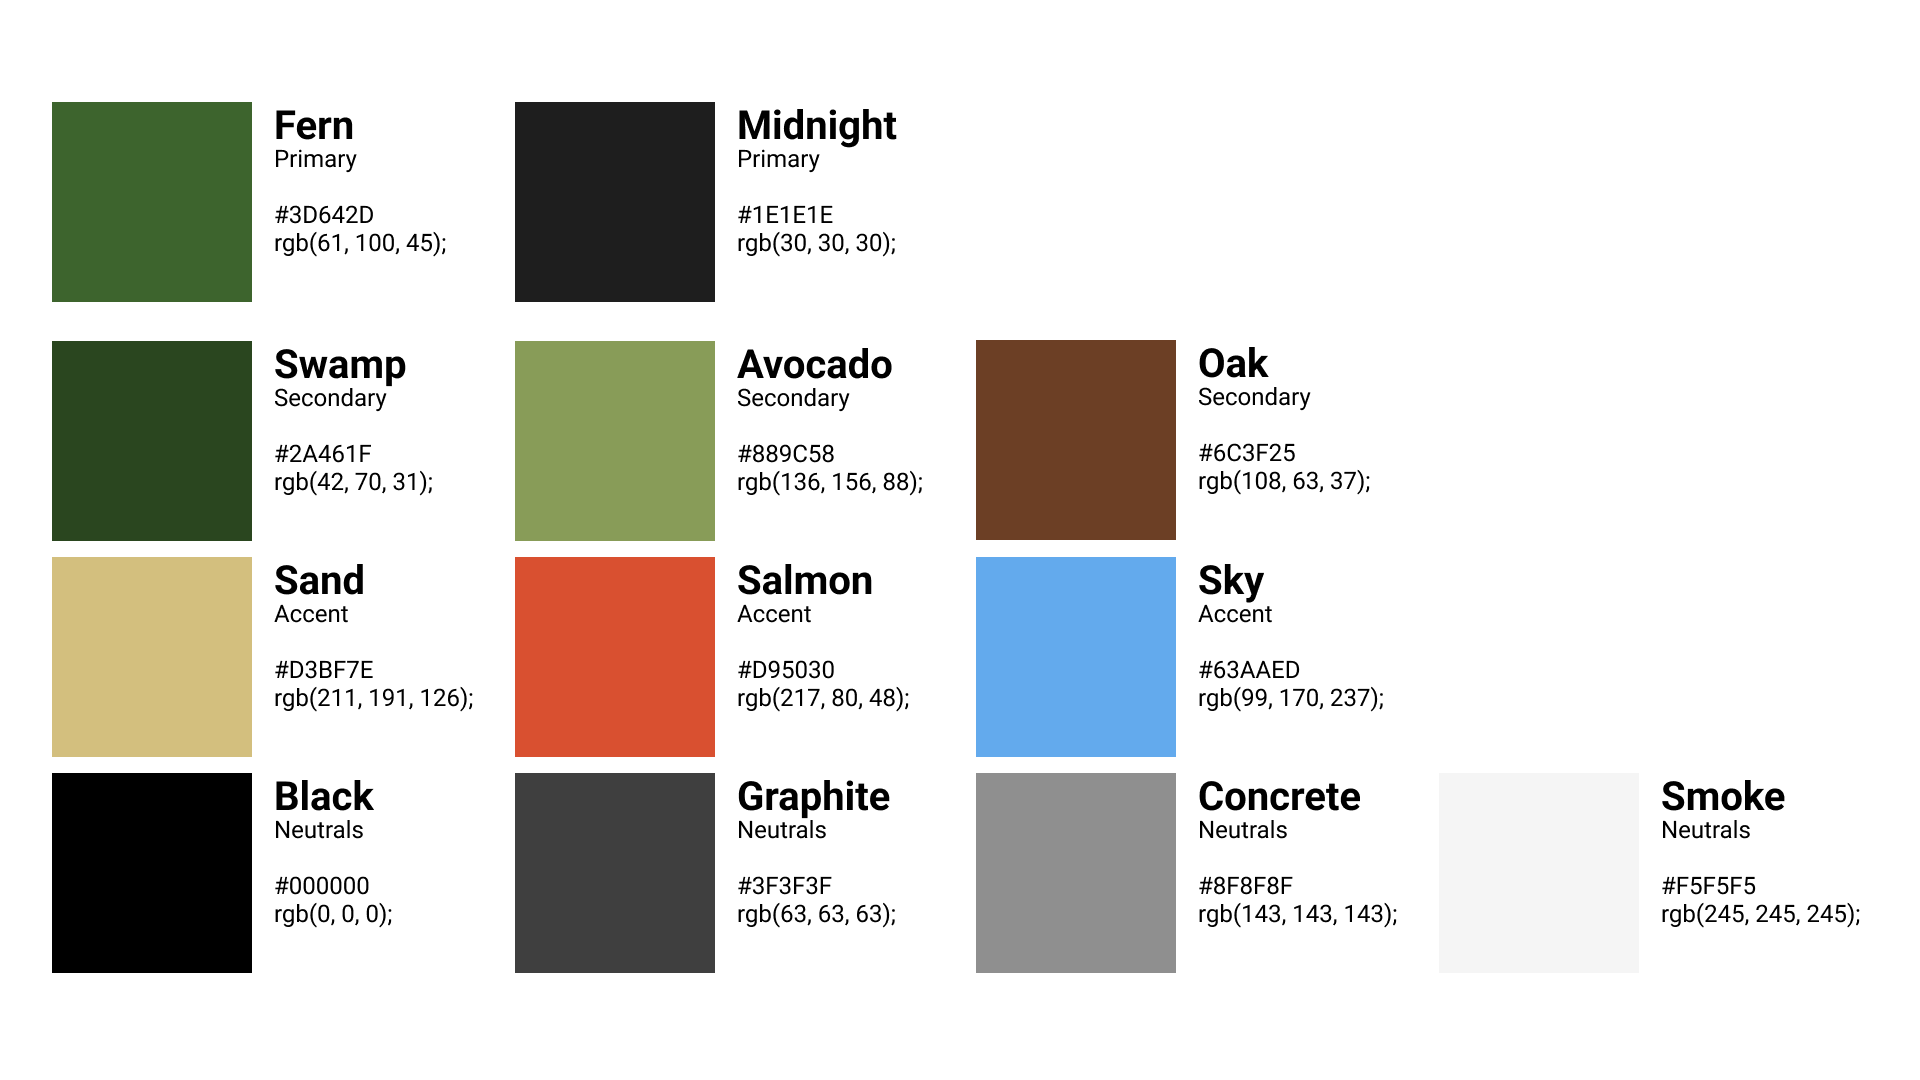 Fern
Primary
#3D642D
rgb(61, 100, 45);
Midnight
Primary
#1E1E1E
rgb(30, 30, 30);
Swamp
Secondary
#2A461F
rgb(42, 70, 31);
Avocado
Secondary
#889C58
rgb(136, 156, 88);
Oak
Secondary
#6C3F25
rgb(108, 63, 37);
Sand
Accent
#D3BF7E
rgb(211, 191, 126);
Salmon
Accent
#D95030
rgb(217, 80, 48);
Sky
Accent
#63AAED
rgb(99, 170, 237);
Black
Neutrals
#000000
rgb(0, 0, 0);
Graphite
Neutrals
#3F3F3F
rgb(63, 63, 63);
Concrete
Neutrals
#8F8F8F
rgb(143, 143, 143);
Smoke
Neutrals
#F5F5F5
rgb(245, 245, 245);